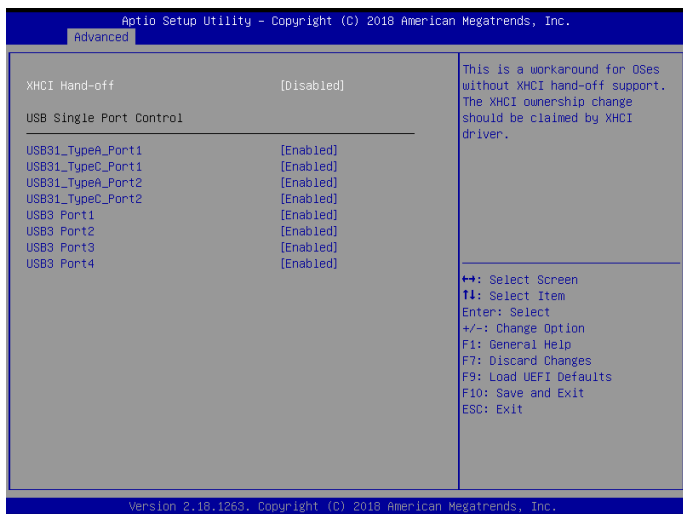 Aptio Setup Utility – Copyright (C) 2018 American Megatrends, Inc.
Advanced
XHCI Hand-off [Disabled]
USB Single Port Control
USB31_TypeA_Port1 [Enabled]
USB31_TypeC_Port1 [Enabled]
USB31_TypeA_Port2 [Enabled]
USB31_TypeC_Port2 [Enabled]
USB3 Port1 [Enabled]
USB3 Port2 [Enabled]
USB3 Port3 [Enabled]
USB3 Port4 [Enabled]
This is a workaround for OSes
without XHCI hand-off support.
The XHCI ownership change
should be claimed by XHCI
driver.
↔: Select Screen
↑↓: Select Item
Enter: Select
+/-: Change Option
F1: General Help
F7: Discard Changes
F9: Load UEFI Defaults
F10: Save and Exit
ESC: Exit
Version 2.18.1263. Copyright (C) 2018 American Megatrends, Inc.